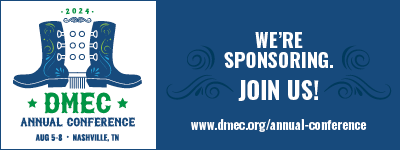 · 2024 ·
DMEC
ANNUAL CONFERENCE
AUG 5-8 • NASHVILLE, TN
WE'RE
SPONSORING.
JOIN US!
www.dmec.org/annual-conference